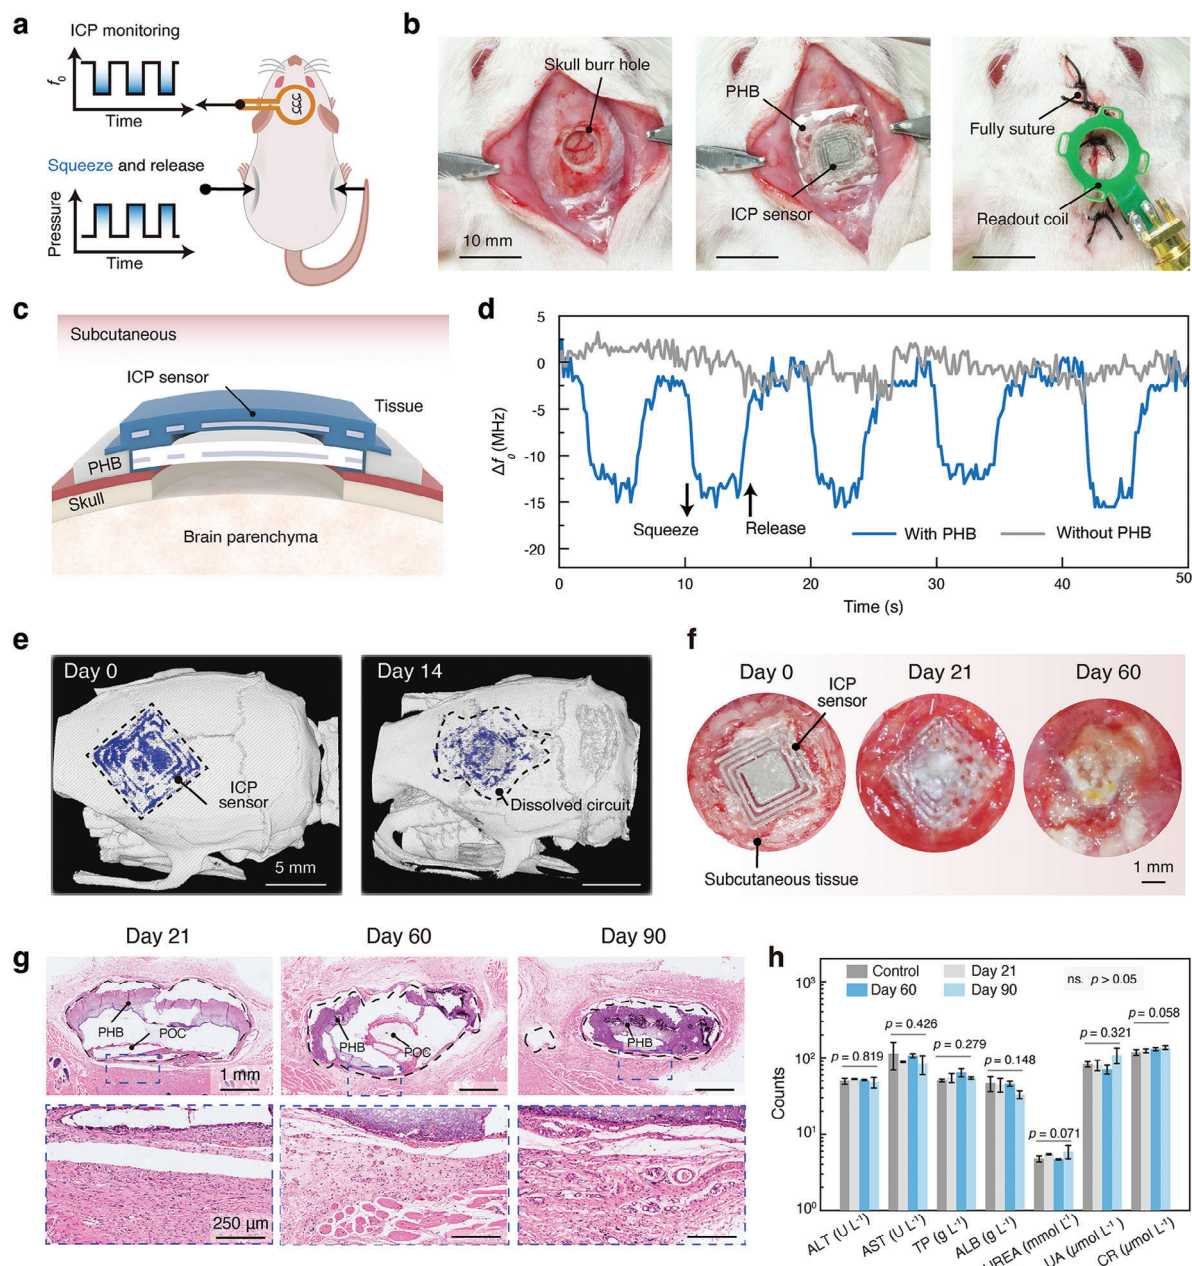 a
ICP monitoring
f₀
Time
Squeeze and release
Pressure
Time
b
Skull burr hole
10 mm
PHB
ICP sensor
Fully suture
Readout coil
c
Subcutaneous
ICP sensor
Tissue
PHB
Skull
Brain parenchyma
d
5
0
-5
-10
-15
-20
Δf₀ (MHz)
Squeeze
Release
With PHB
Without PHB
0
10
20
30
40
50
Time (s)
e
Day 0
ICP
sensor
5 mm
Day 14
Dissolved circuit
f
Day 0
Day 21
Day 60
ICP
sensor
Subcutaneous tissue
1 mm
g
Day 21
Day 60
Day 90
PHB
POC
1 mm
PHB
POC
PHB
250 µm
h
Control
Day 21
Day 60
Day 90
ns. p > 0.05
p = 0.819
p = 0.426
p = 0.279
p = 0.148
p = 0.071
p = 0.321
p = 0.058
10³
10²
10¹
10⁰
Counts
ALT (U L⁻¹)
AST (U L⁻¹)
TP (g L⁻¹)
ALB (g L⁻¹)
UREA (mmol L⁻¹)
UA (µmol L⁻¹)
CR (µmol L⁻¹)